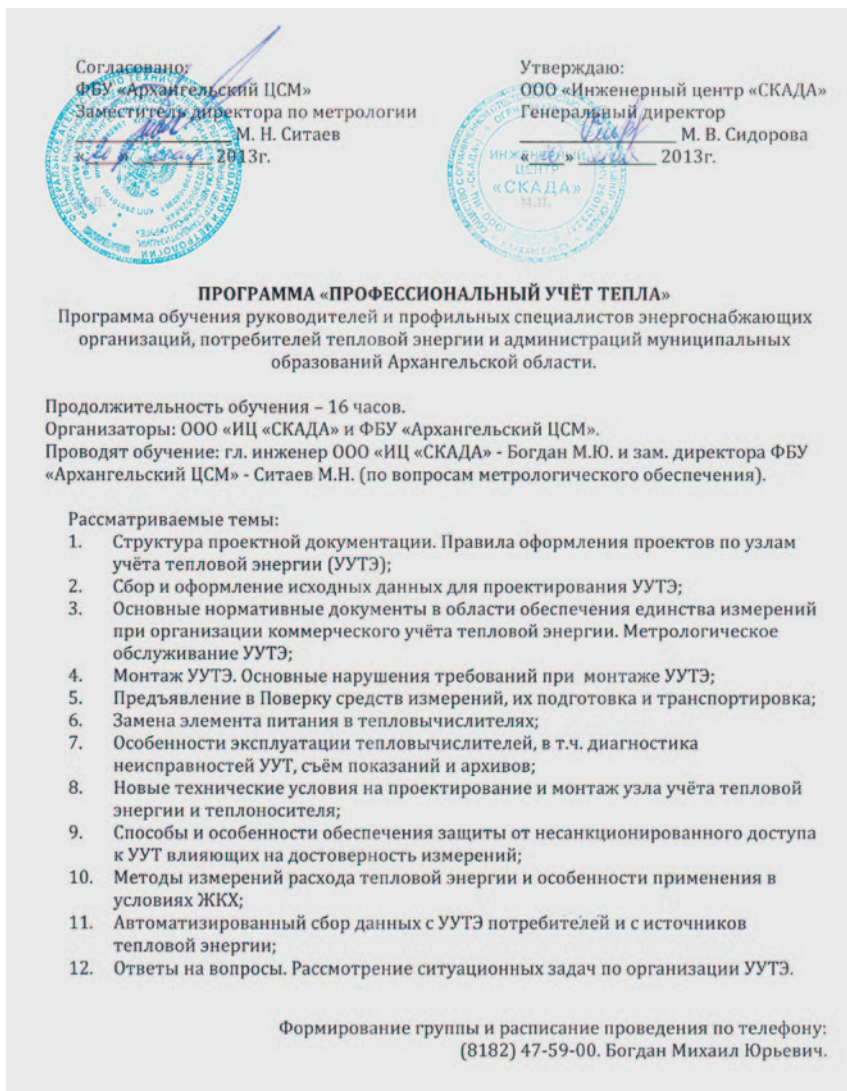 Согласовано:
ФБУ «Архангельский ЦСМ»
Заместитель директора по метрологии
М. Н. Ситаев
2013г.
Утверждаю:
ООО «Инженерный центр «СКАДА»
Генеральный директор
М. В. Сидорова
2013г.
ИНЖЕНЕРНЫЙ
ЦЕНТР
«СКАДА»
М.П.
ПРОГРАММА «ПРОФЕССИОНАЛЬНЫЙ УЧЁТ ТЕПЛА»
Программа обучения руководителей и профильных специалистов энергоснабжающих
организаций, потребителей тепловой энергии и администраций муниципальных
образований Архангельской области.
Продолжительность обучения – 16 часов.
Организаторы: ООО «ИЦ «СКАДА» и ФБУ «Архангельский ЦСМ».
Проводят обучение: гл. инженер ООО «ИЦ «СКАДА» - Богдан М.Ю. и зам. директора ФБУ
«Архангельский ЦСМ» - Ситаев М.Н. (по вопросам метрологического обеспечения).
Рассматриваемые темы:
1. Структура проектной документации. Правила оформления проектов по узлам
учёта тепловой энергии (УУТЭ);
2. Сбор и оформление исходных данных для проектирования УУТЭ;
3. Основные нормативные документы в области обеспечения единства измерений
при организации коммерческого учёта тепловой энергии. Метрологическое
обслуживание УУТЭ;
4. Монтаж УУТЭ. Основные нарушения требований при монтаже УУТЭ;
5. Предъявление в Поверку средств измерений, их подготовка и транспортировка;
6. Замена элемента питания в тепловычислителях;
7. Особенности эксплуатации тепловычислителей, в т.ч. диагностика
неисправностей УУТ, съём показаний и архивов;
8. Новые технические условия на проектирование и монтаж узла учёта тепловой
энергии и теплоносителя;
9. Способы и особенности обеспечения защиты от несанкционированного доступа
к УУТ влияющих на достоверность измерений;
10. Методы измерений расхода тепловой энергии и особенности применения в
условиях ЖКХ;
11. Автоматизированный сбор данных с УУТЭ потребителей и с источников
тепловой энергии;
12. Ответы на вопросы. Рассмотрение ситуационных задач по организации УУТЭ.
Формирование группы и расписание проведения по телефону:
(8182) 47-59-00. Богдан Михаил Юрьевич.